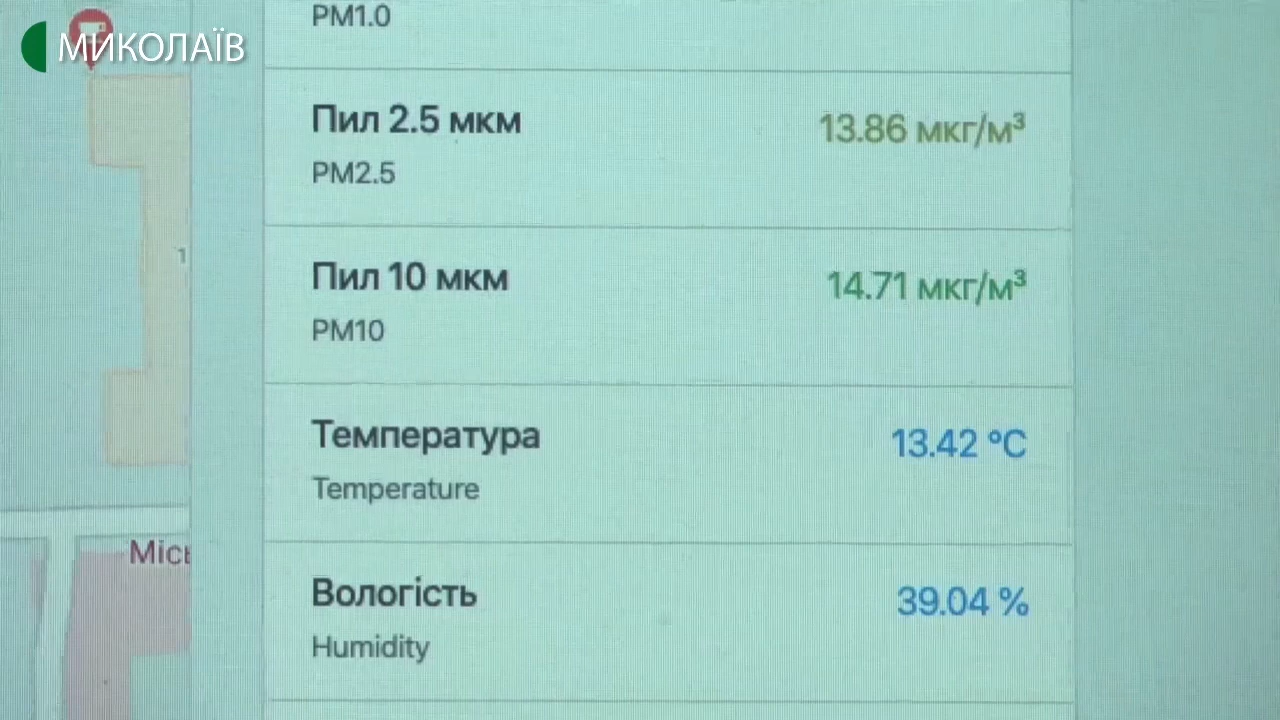 МИКОЛАЇВ
PM1.0
Пил 2.5 мкм
13.86 мкг/м³
PM2.5
Пил 10 мкм
14.71 мкг/м³
PM10
Температура
13.42 °C
Temperature
Вологість
39.04 %
Humidity
1